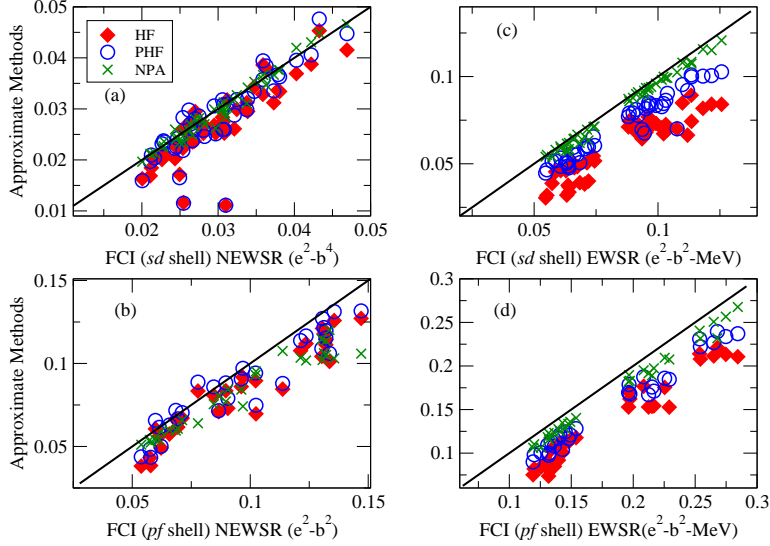 Approximate Methods
0.05
0.04
0.03
0.02
0.01
HF
PHF
NPA
(a)
0.01 0.02 0.03 0.04 0.05
FCI (sd shell) NEWSR (e²-b⁴)
0.1
0.05
(c)
0.05 0.1
FCI (sd shell) EWSR (e²-b²-MeV)
Approximate Methods
0.15
0.1
0.05
(b)
0.05 0.1 0.15
FCI (pf shell) NEWSR (e²-b²)
0.3
0.25
0.2
0.15
0.1
(d)
0.1 0.15 0.2 0.25 0.3
FCI (pf shell) EWSR(e²-b²-MeV)